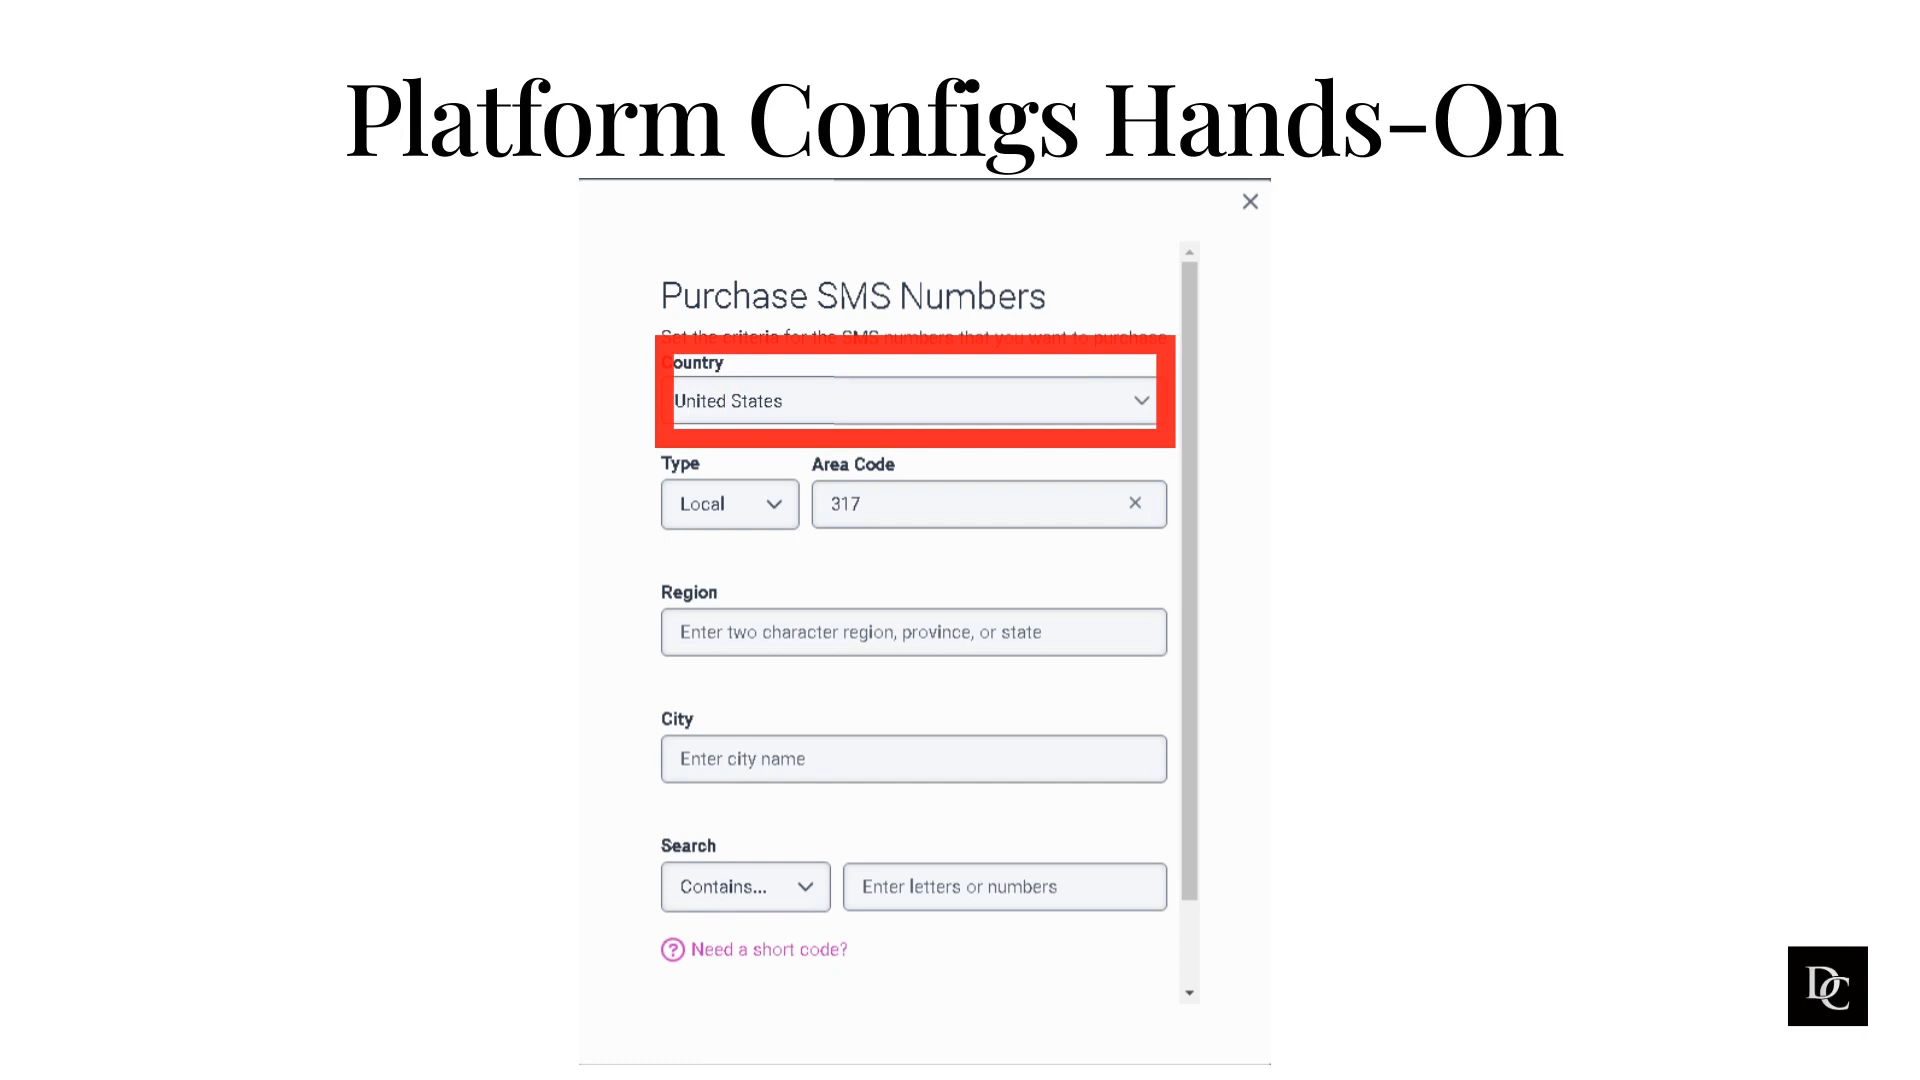 Platform Configs Hands-On
Purchase SMS Numbers
Set the criteria for the SMS numbers that you want to purchase
Country
United States
Type
Area Code
Local
317
Region
Enter two character region, province, or state
City
Enter city name
Search
Contains...
Enter letters or numbers
Need a short code?
DC